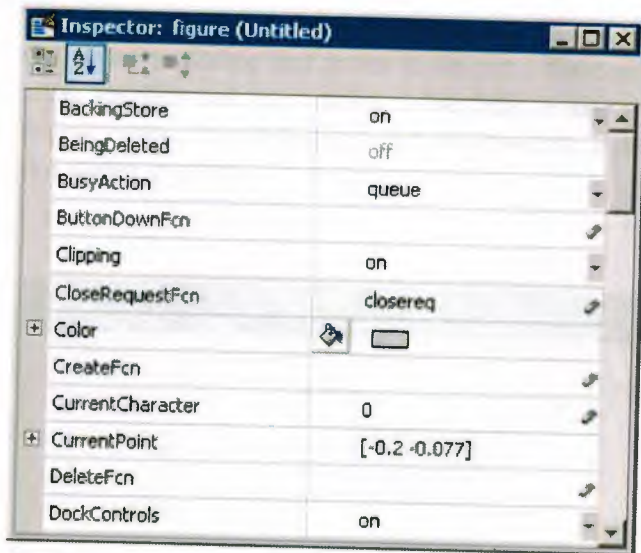 Inspector: figure (Untitled)
BackingStore on
BeingDeleted off
BusyAction queue
ButtonDownFcn
Clipping on
CloseRequestFcn closereq
Color
CreateFcn
CurrentCharacter 0
CurrentPoint [-0.2 -0.077]
DeleteFcn
DockControls on